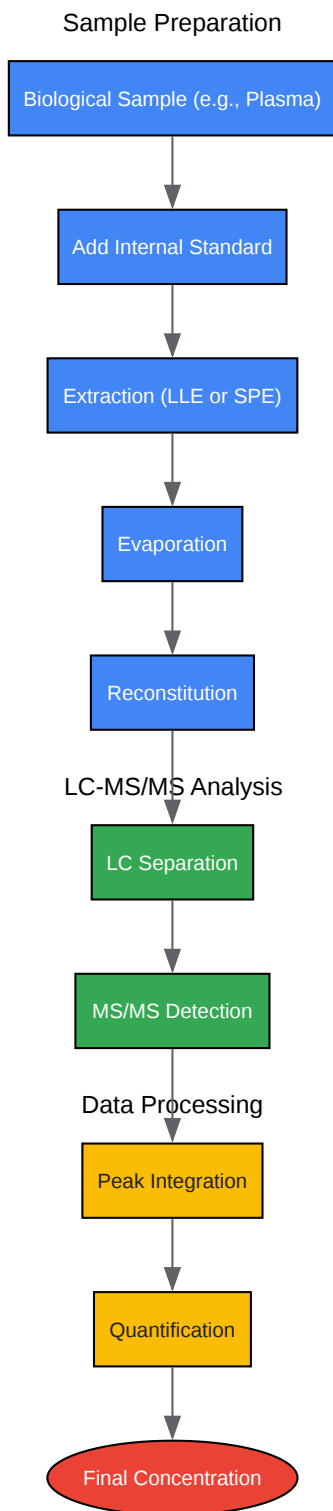 Sample Preparation
Biological Sample (e.g., Plasma)
Add Internal Standard
Extraction (LLE or SPE)
Evaporation
Reconstitution
LC-MS/MS Analysis
LC Separation
MS/MS Detection
Data Processing
Peak Integration
Quantification
Final Concentration